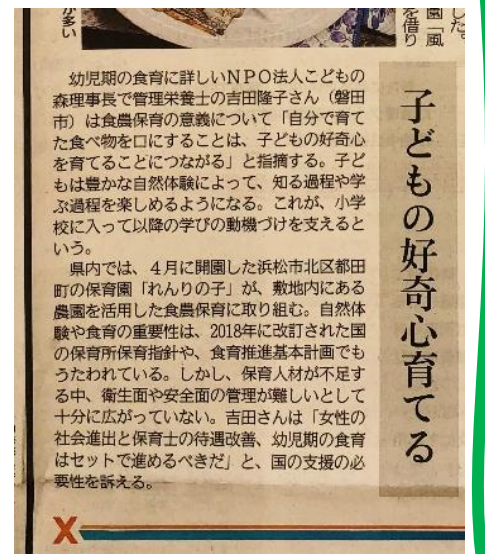 が多い
した。
園「風
を借り
子どもの好奇心育てる
幼児期の食育に詳しいNPO法人こどもの
森理事長で管理栄養士の吉田隆子さん（磐田
市）は食農保育の意義について「自分で育て
た食べ物を口にすることは、子どもの好奇心
を育てることにつながる」と指摘する。子ど
もは豊かな自然体験によって、知る過程や学
ぶ過程を楽しめるようになる。これが、小学
校に入って以降の学びの動機づけを支えると
いう。
県内では、４月に開園した浜松市北区都田
町の保育園「れんりの子」が、敷地内にある
農園を活用した食農保育に取り組む。自然体
験や食育の重要性は、2018年に改訂された国
の保育所保育指針や、食育推進基本計画でも
うたわれている。しかし、保育人材が不足す
る中、衛生面や安全面の管理が難しいとして
十分に広がっていない。吉田さんは「女性の
社会進出と保育士の待遇改善、幼児期の食育
はセットで進めるべきだ」と、国の支援の必
要性を訴える。